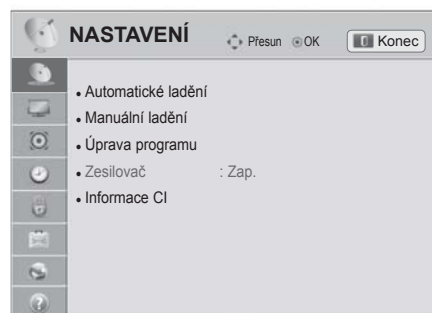 NASTAVENÍ
Přesun OK
Konec
Automatické ladění
Manuální ladění
Úprava programu
Zesilovač : Zap.
Informace CI